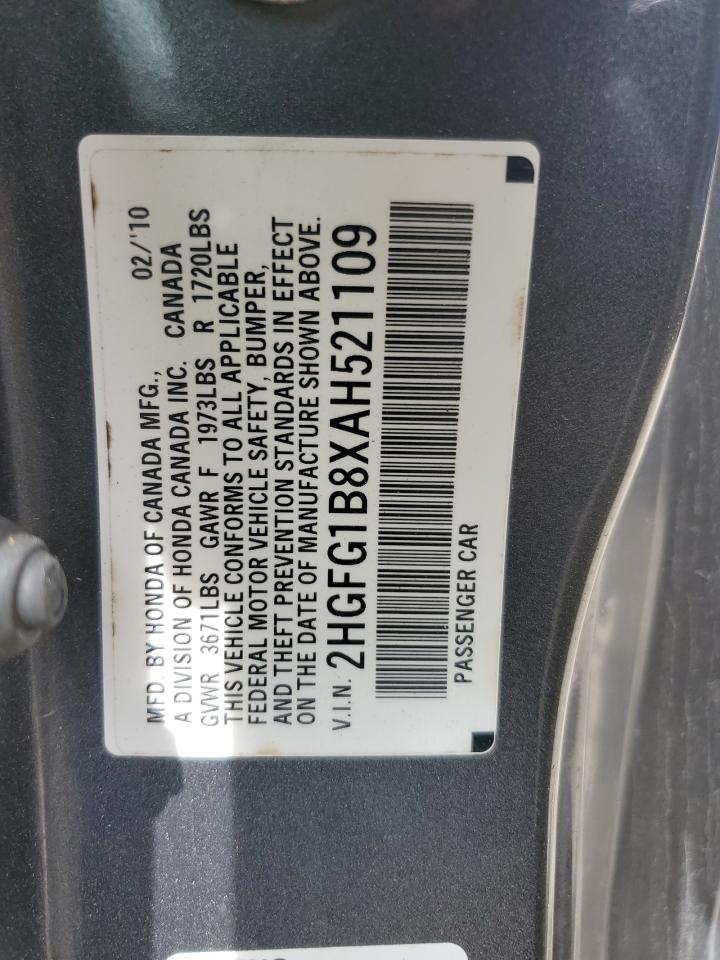 MFD. BY HONDA OF CANADA MFG., 02/'10
A DIVISION OF HONDA CANADA INC. CANADA
GVWR 3671LBS GAWR F 1973LBS R 1720LBS
THIS VEHICLE CONFORMS TO ALL APPLICABLE
FEDERAL MOTOR VEHICLE SAFETY, BUMPER,
AND THEFT PREVENTION STANDARDS IN EFFECT
ON THE DATE OF MANUFACTURE SHOWN ABOVE.
V.I.N. 2HGFG1B8XAH521109
PASSENGER CAR